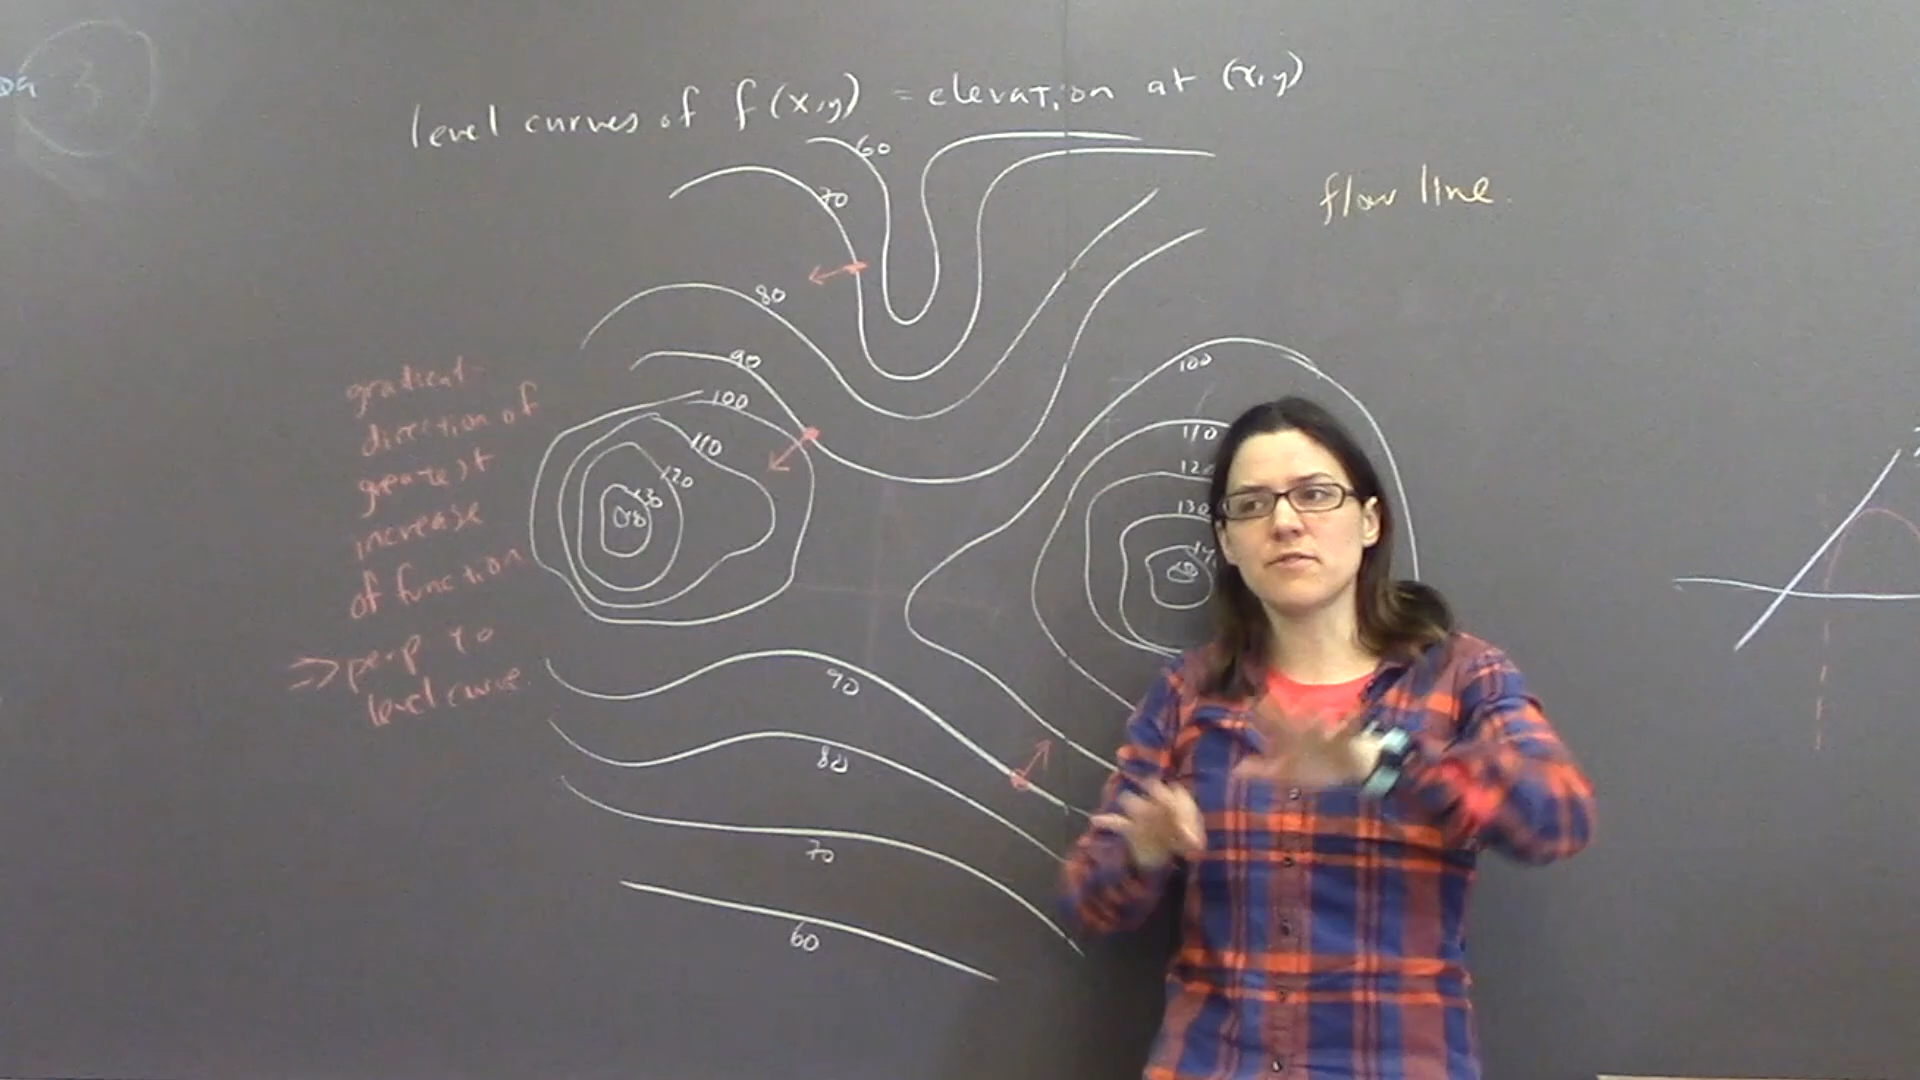 level curves of f(x,y) = elevation at (x,y)
60
70
flow line.
80
90
100
100
110
120
130
110
120
130
gradient
direction of
greatest
increase
of function
⇒ perp to
level curve.
90
80
70
60